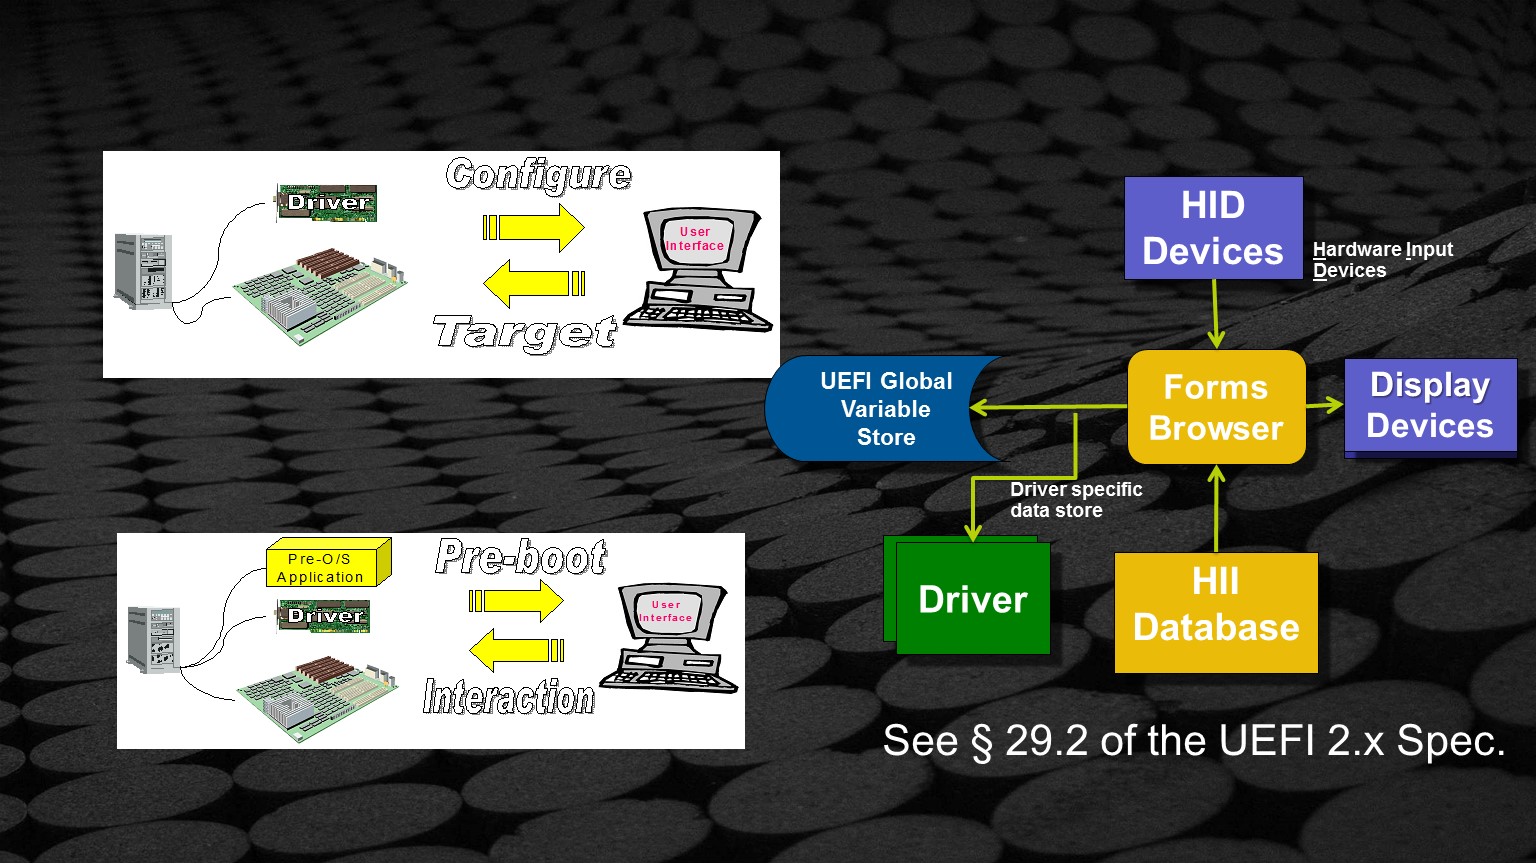 Configure
Driver
User
Interface
Target
Pre-O/S
Application
Pre-boot
Driver
User
Interface
Interaction
HID
Devices
Hardware Input
Devices
UEFI Global
Variable
Store
Forms
Browser
Display
Devices
Driver specific
data store
Driver
HII
Database
See § 29.2 of the UEFI 2.x Spec.